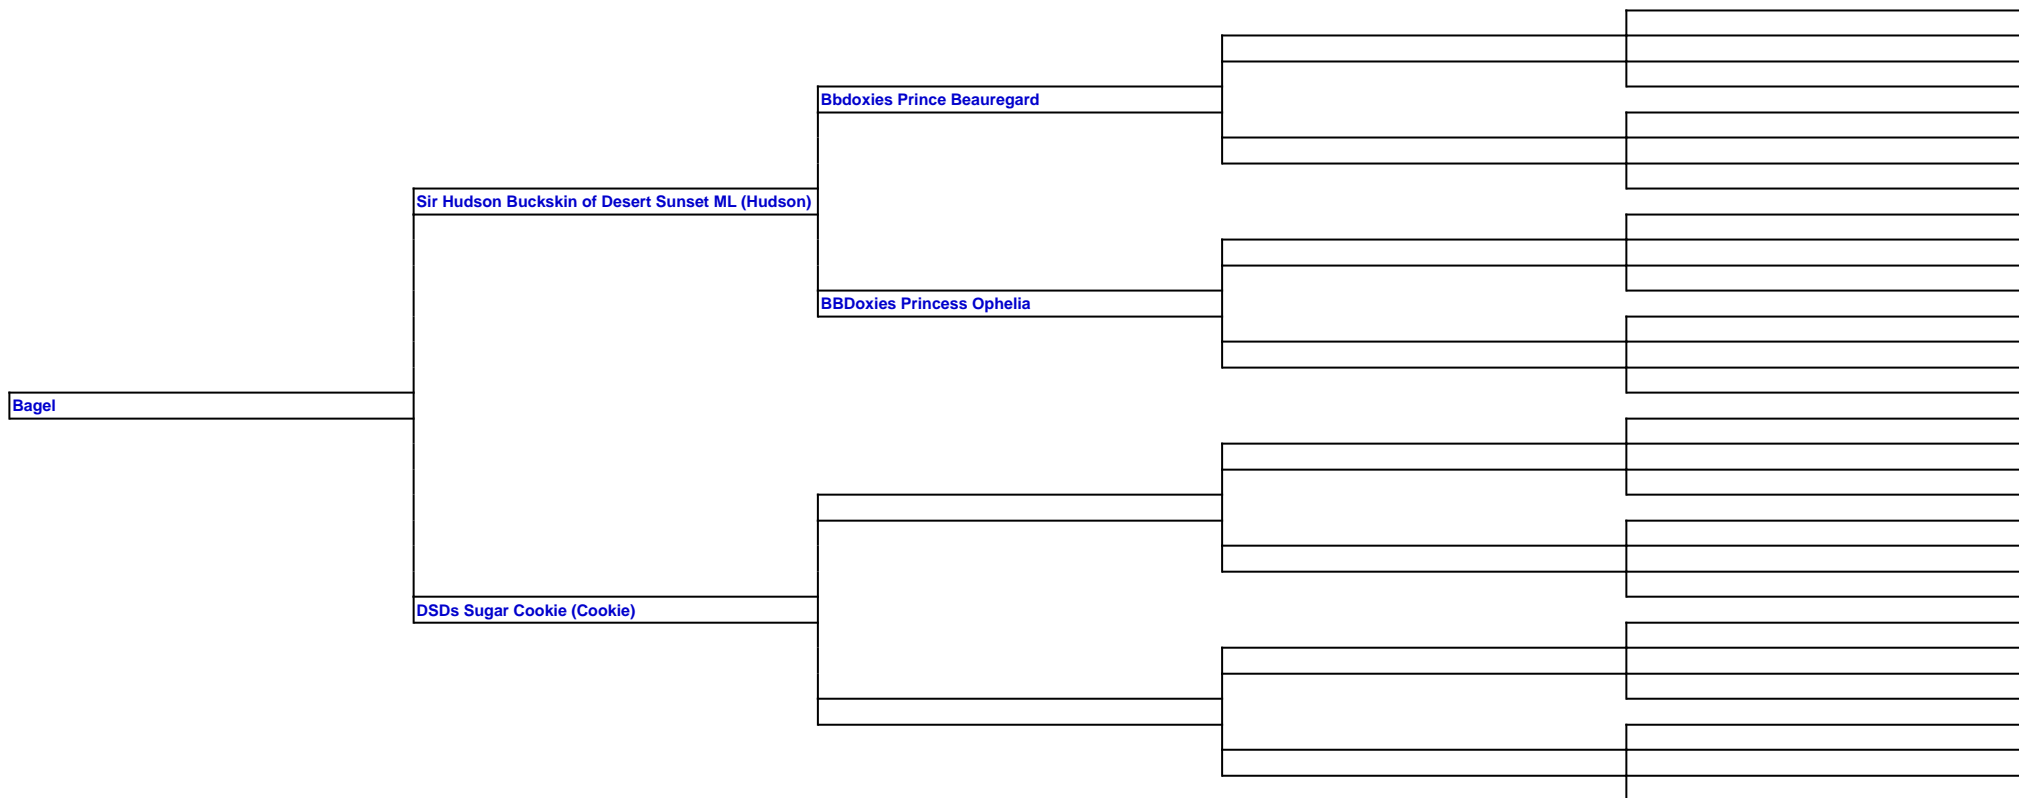 Bbdoxies Prince Beauregard
Sir Hudson Buckskin of Desert Sunset ML (Hudson)
BBDoxies Princess Ophelia
Bagel
DSDs Sugar Cookie (Cookie)